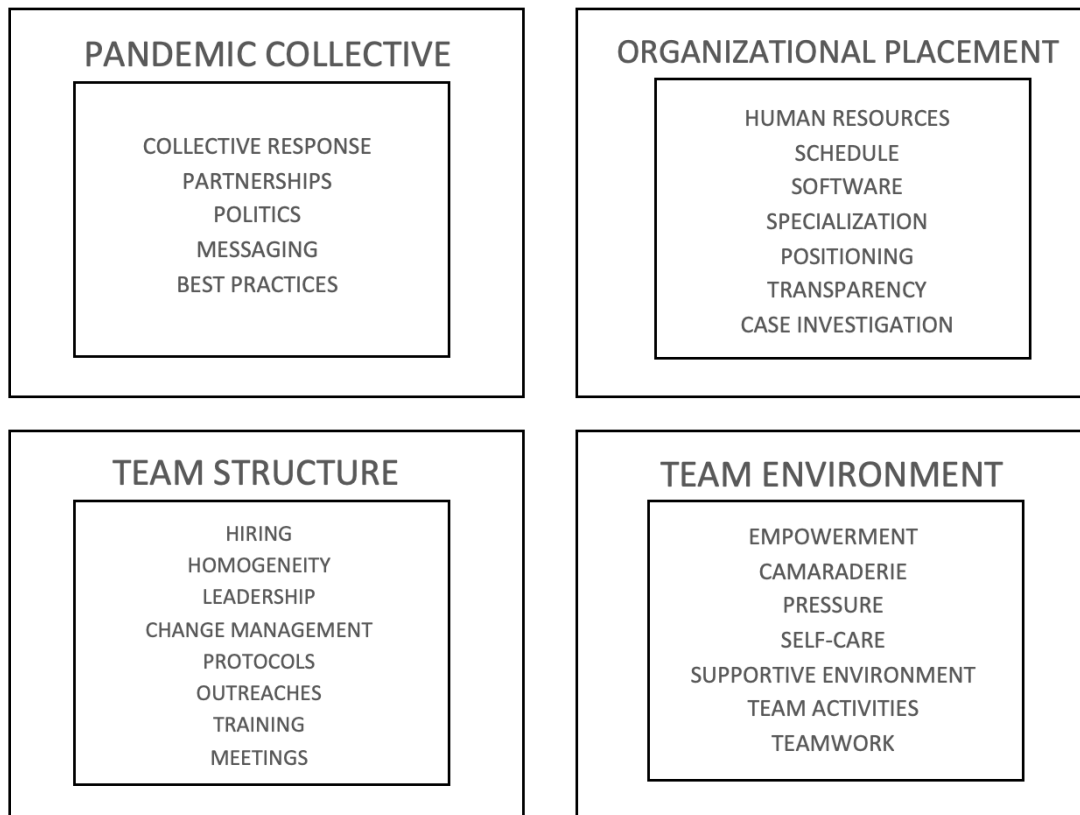 PANDEMIC COLLECTIVE
COLLECTIVE RESPONSE
PARTNERSHIPS
POLITICS
MESSAGING
BEST PRACTICES
ORGANIZATIONAL PLACEMENT
HUMAN RESOURCES
SCHEDULE
SOFTWARE
SPECIALIZATION
POSITIONING
TRANSPARENCY
CASE INVESTIGATION
TEAM STRUCTURE
HIRING
HOMOGENEITY
LEADERSHIP
CHANGE MANAGEMENT
PROTOCOLS
OUTREACHES
TRAINING
MEETINGS
TEAM ENVIRONMENT
EMPOWERMENT
CAMARADERIE
PRESSURE
SELF-CARE
SUPPORTIVE ENVIRONMENT
TEAM ACTIVITIES
TEAMWORK